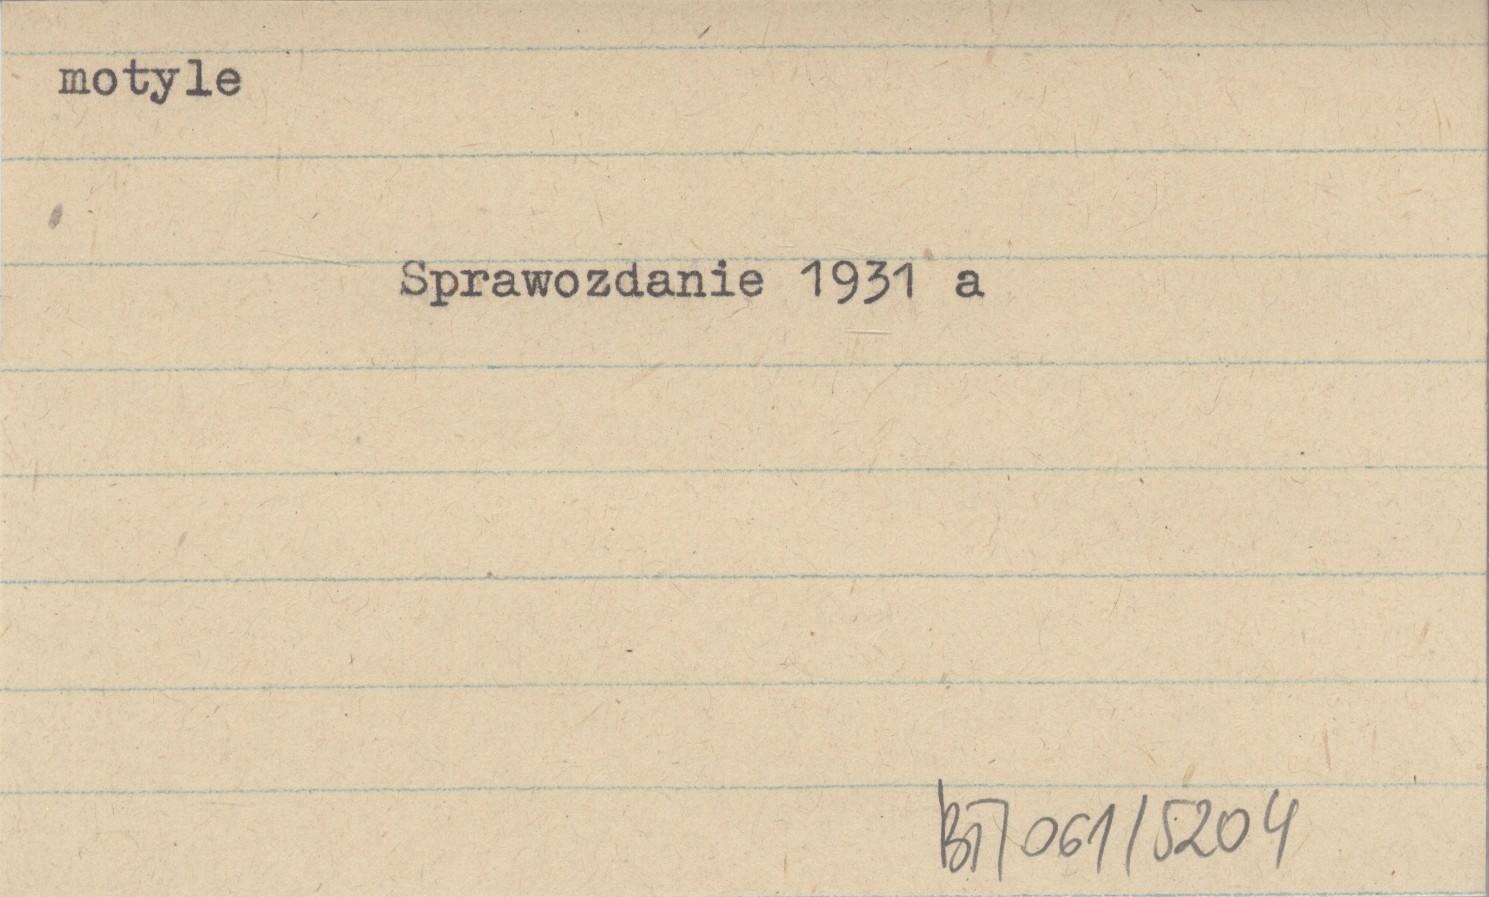 motyle
Sprawozdanie 1931 a
BT/061/5204